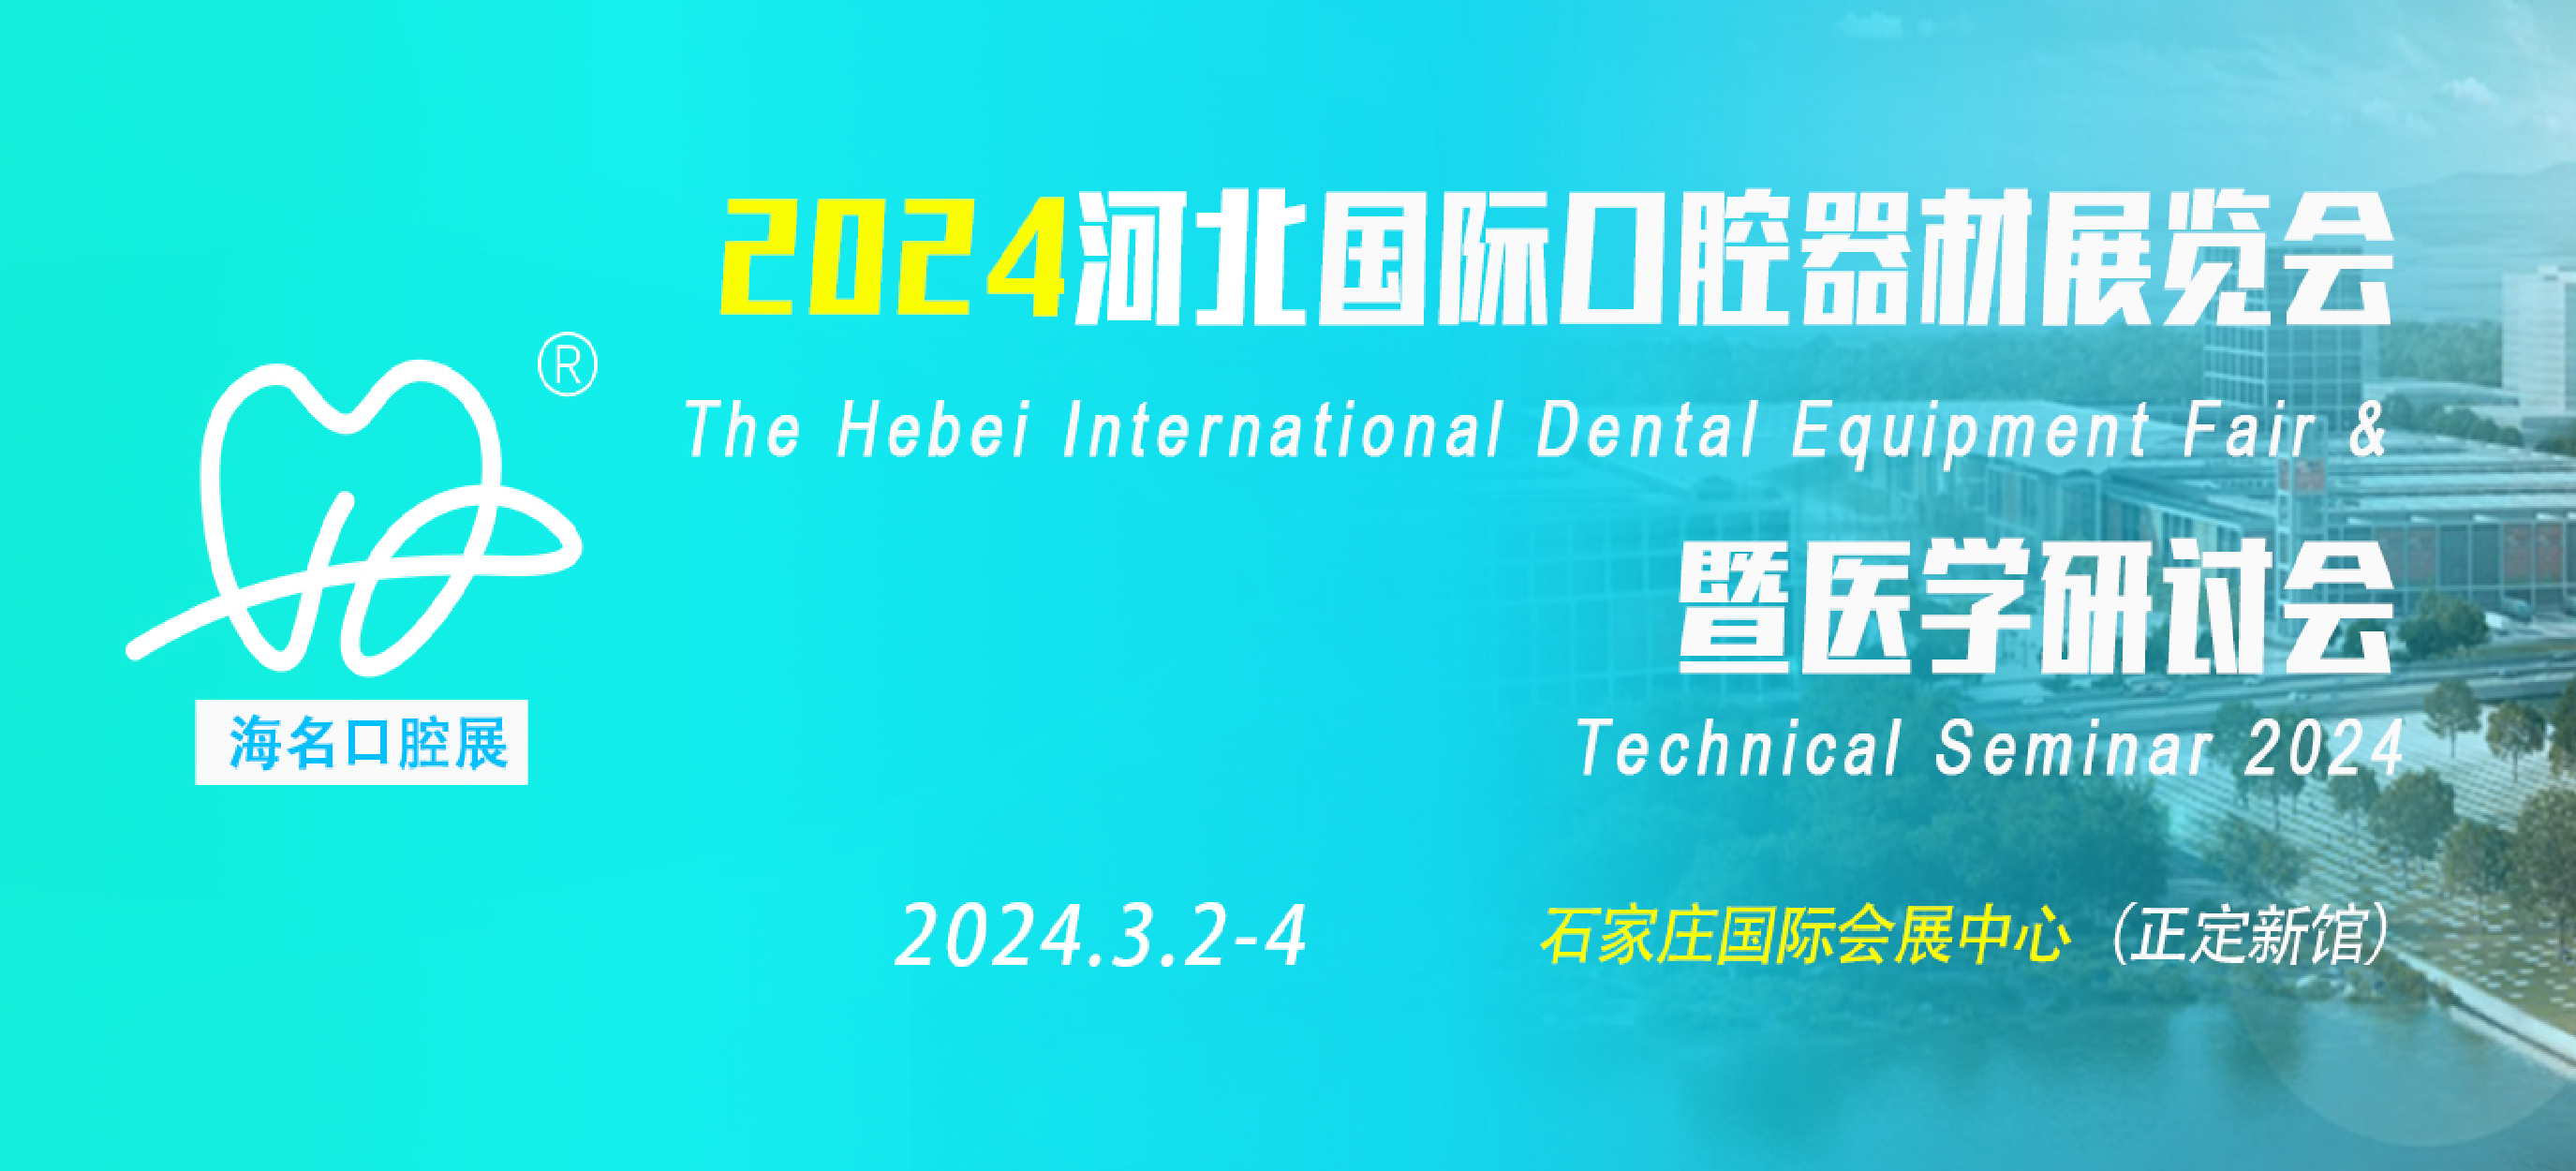 2024河北国际口腔器材展览会
The Hebei International Dental Equipment Fair &
暨医学研讨会
Technical Seminar 2024
®
海名口腔展
2024.3.2-4
石家庄国际会展中心（正定新馆）